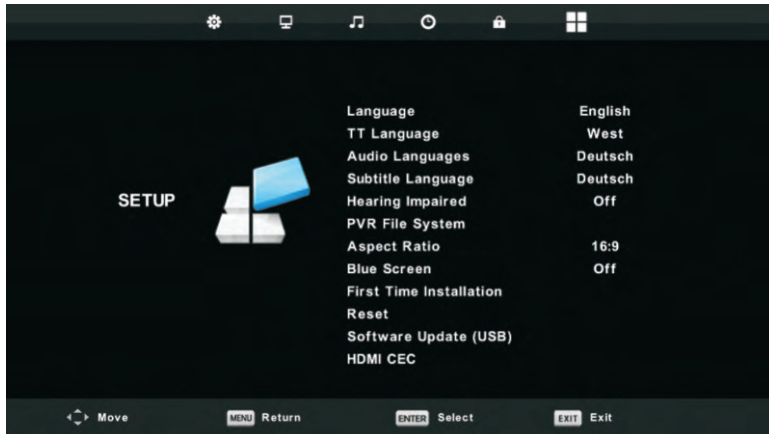 Language English
TT Language West
Audio Languages Deutsch
Subtitle Language Deutsch
SETUP
Hearing Impaired Off
PVR File System
Aspect Ratio 16:9
Blue Screen Off
First Time Installation
Reset
Software Update (USB)
HDMI CEC
Move MENU Return ENTER Select EXIT Exit